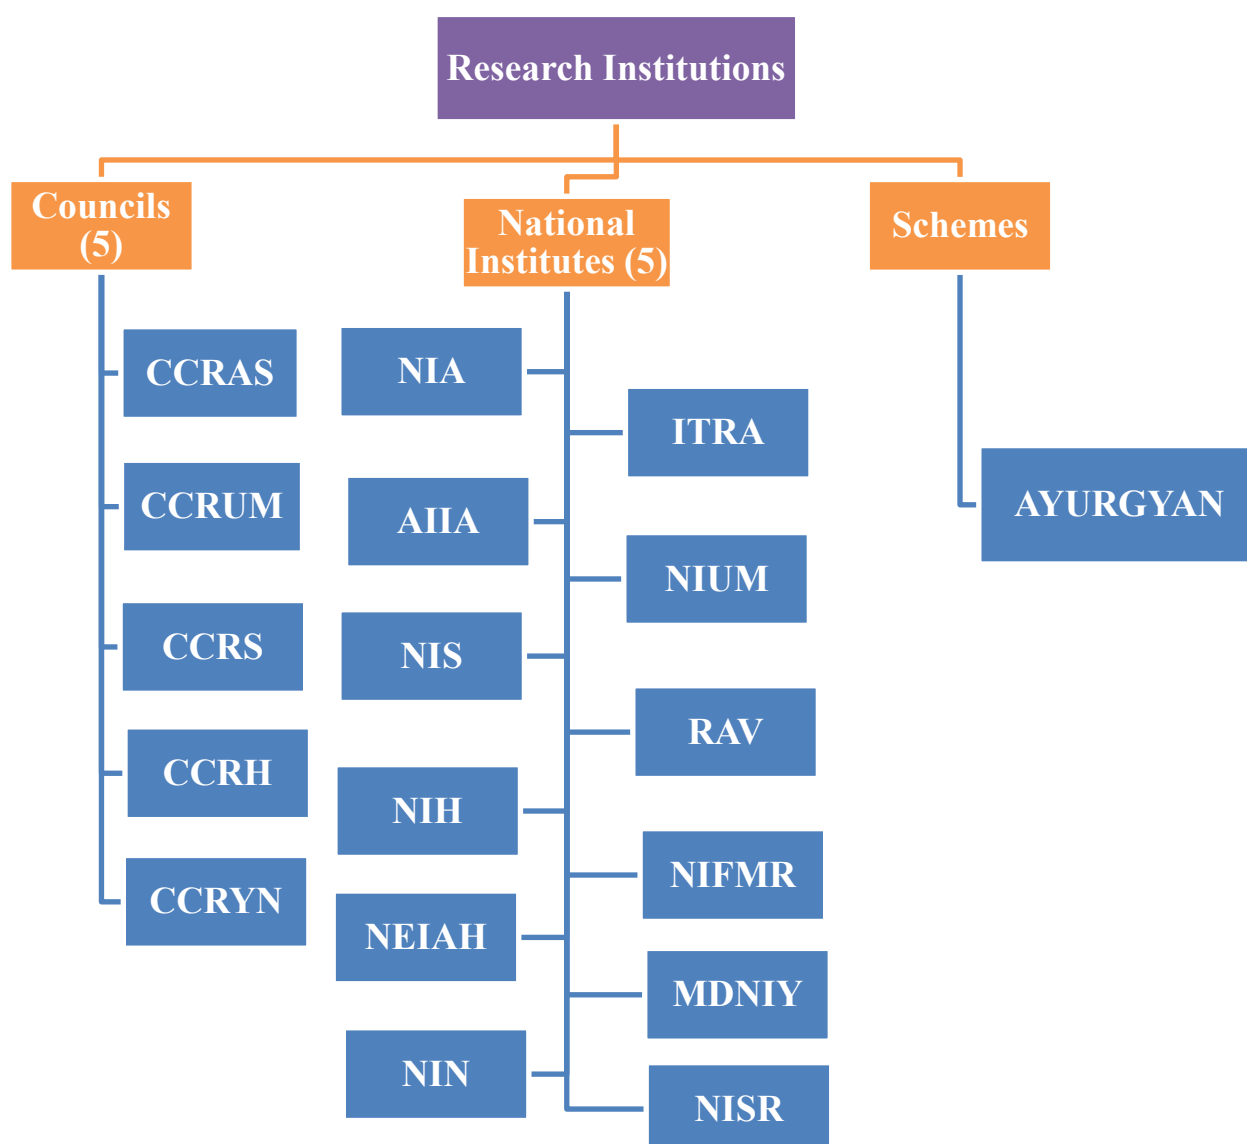 Research Institutions
Councils
(5)
National
Institutes (5)
Schemes
CCRAS
CCRUM
CCRS
CCRH
CCRYN
NIA
ITRA
AIIA
NIUM
NIS
RAV
NIH
NIFMR
NEIAH
MDNIY
NIN
NISR
AYURGYAN